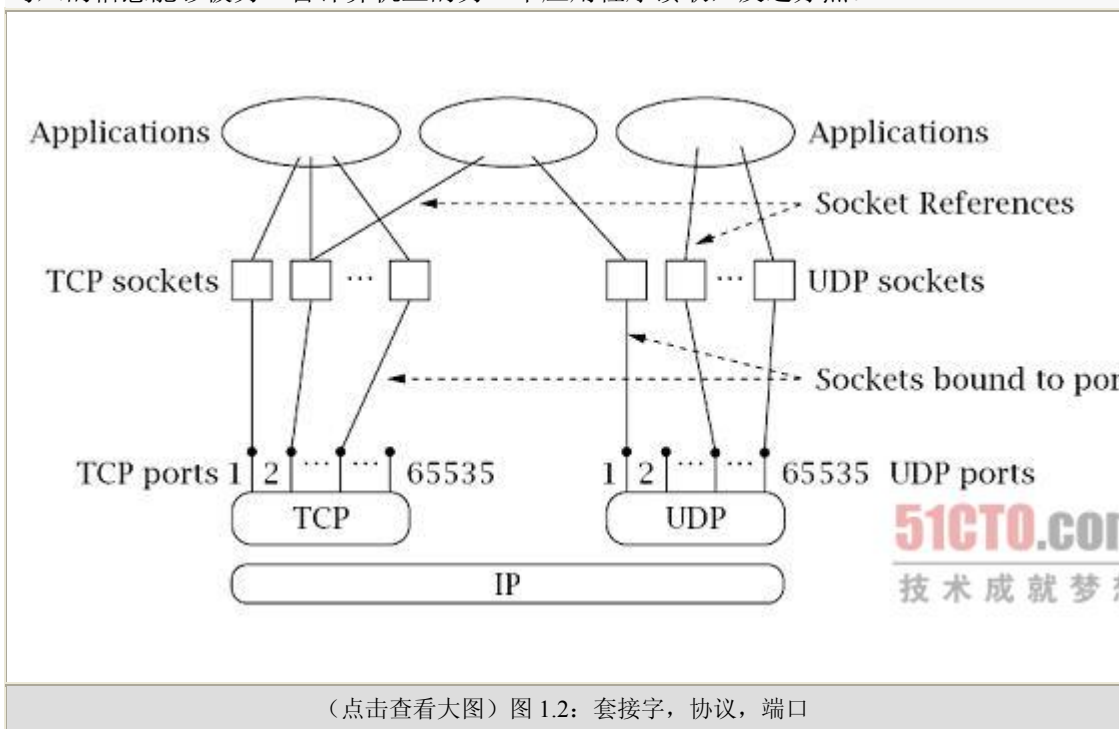 Applications
Applications
Socket References
TCP sockets … … UDP sockets
Sockets bound to por
TCP ports 1 2 … … 65535 1 2 … … 65535 UDP ports
TCP UDP
51CTO.com
技术成就梦想
IP
(点击查看大图)图 1.2:套接字,协议,端口